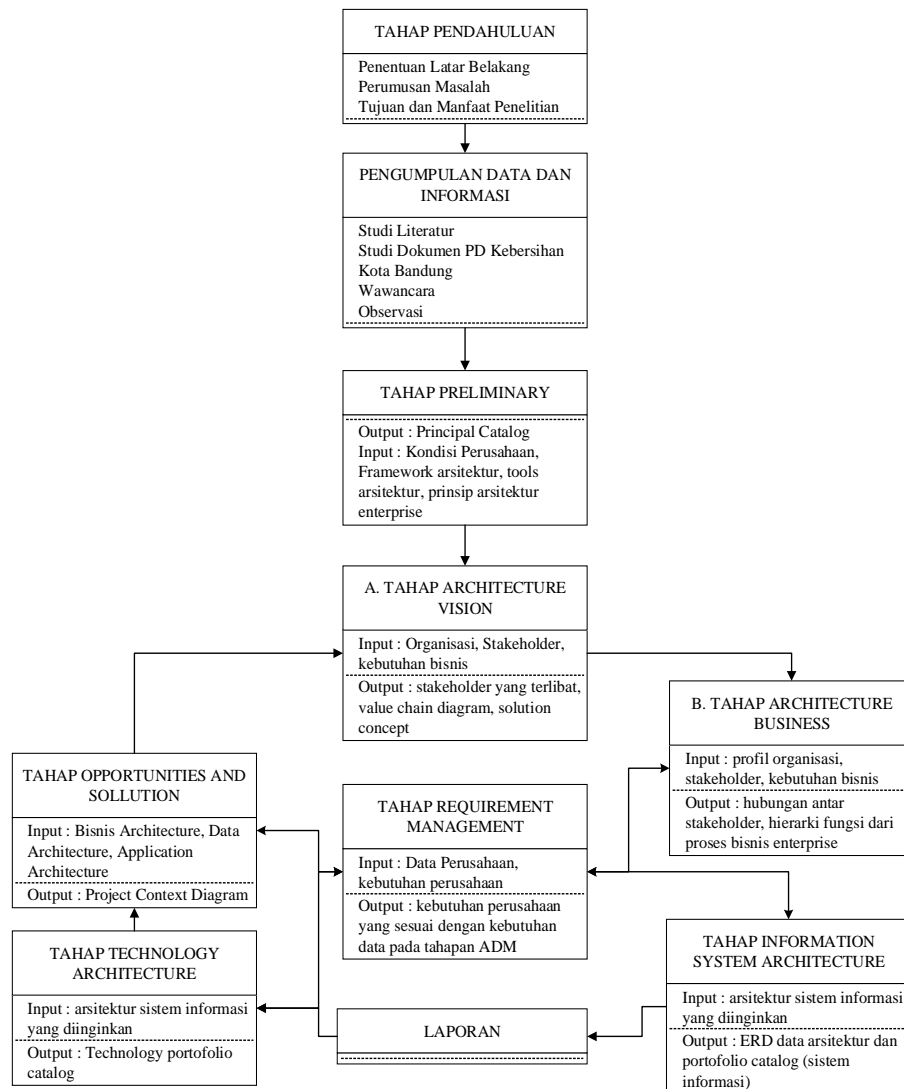 TAHAP PENDAHULUAN
Penentuan Latar Belakang
Perumusan Masalah
Tujuan dan Manfaat Penelitian
PENGUMPULAN DATA DAN
INFORMASI
Studi Literatur
Studi Dokumen PD Kebersihan
Kota Bandung
Wawancara
Observasi
TAHAP PRELIMINARY
Output : Principal Catalog
Input : Kondisi Perusahaan,
Framework arsitektur, tools
arsitektur, prinsip arsitektur
enterprise
A. TAHAP ARCHITECTURE
VISION
Input : Organisasi, Stakeholder,
kebutuhan bisnis
Output : stakeholder yang terlibat,
value chain diagram, solution
concept
B. TAHAP ARCHITECTURE
BUSINESS
Input : profil organisasi,
stakeholder, kebutuhan bisnis
Output : hubungan antar
stakeholder, hierarki fungsi dari
proses bisnis enterprise
TAHAP OPPORTUNITIES AND
SOLLUTION
Input : Bisnis Architecture, Data
Architecture, Application
Architecture
Output : Project Context Diagram
TAHAP REQUIREMENT
MANAGEMENT
Input : Data Perusahaan,
kebutuhan perusahaan
Output : kebutuhan perusahaan
yang sesuai dengan kebutuhan
data pada tahapan ADM
TAHAP TECHNOLOGY
ARCHITECTURE
Input : arsitektur sistem informasi
yang diinginkan
Output : Technology portofolio
catalog
LAPORAN
TAHAP INFORMATION
SYSTEM ARCHITECTURE
Input : arsitektur sistem informasi
yang diinginkan
Output : ERD data arsitektur dan
portofolio catalog (sistem
informasi)